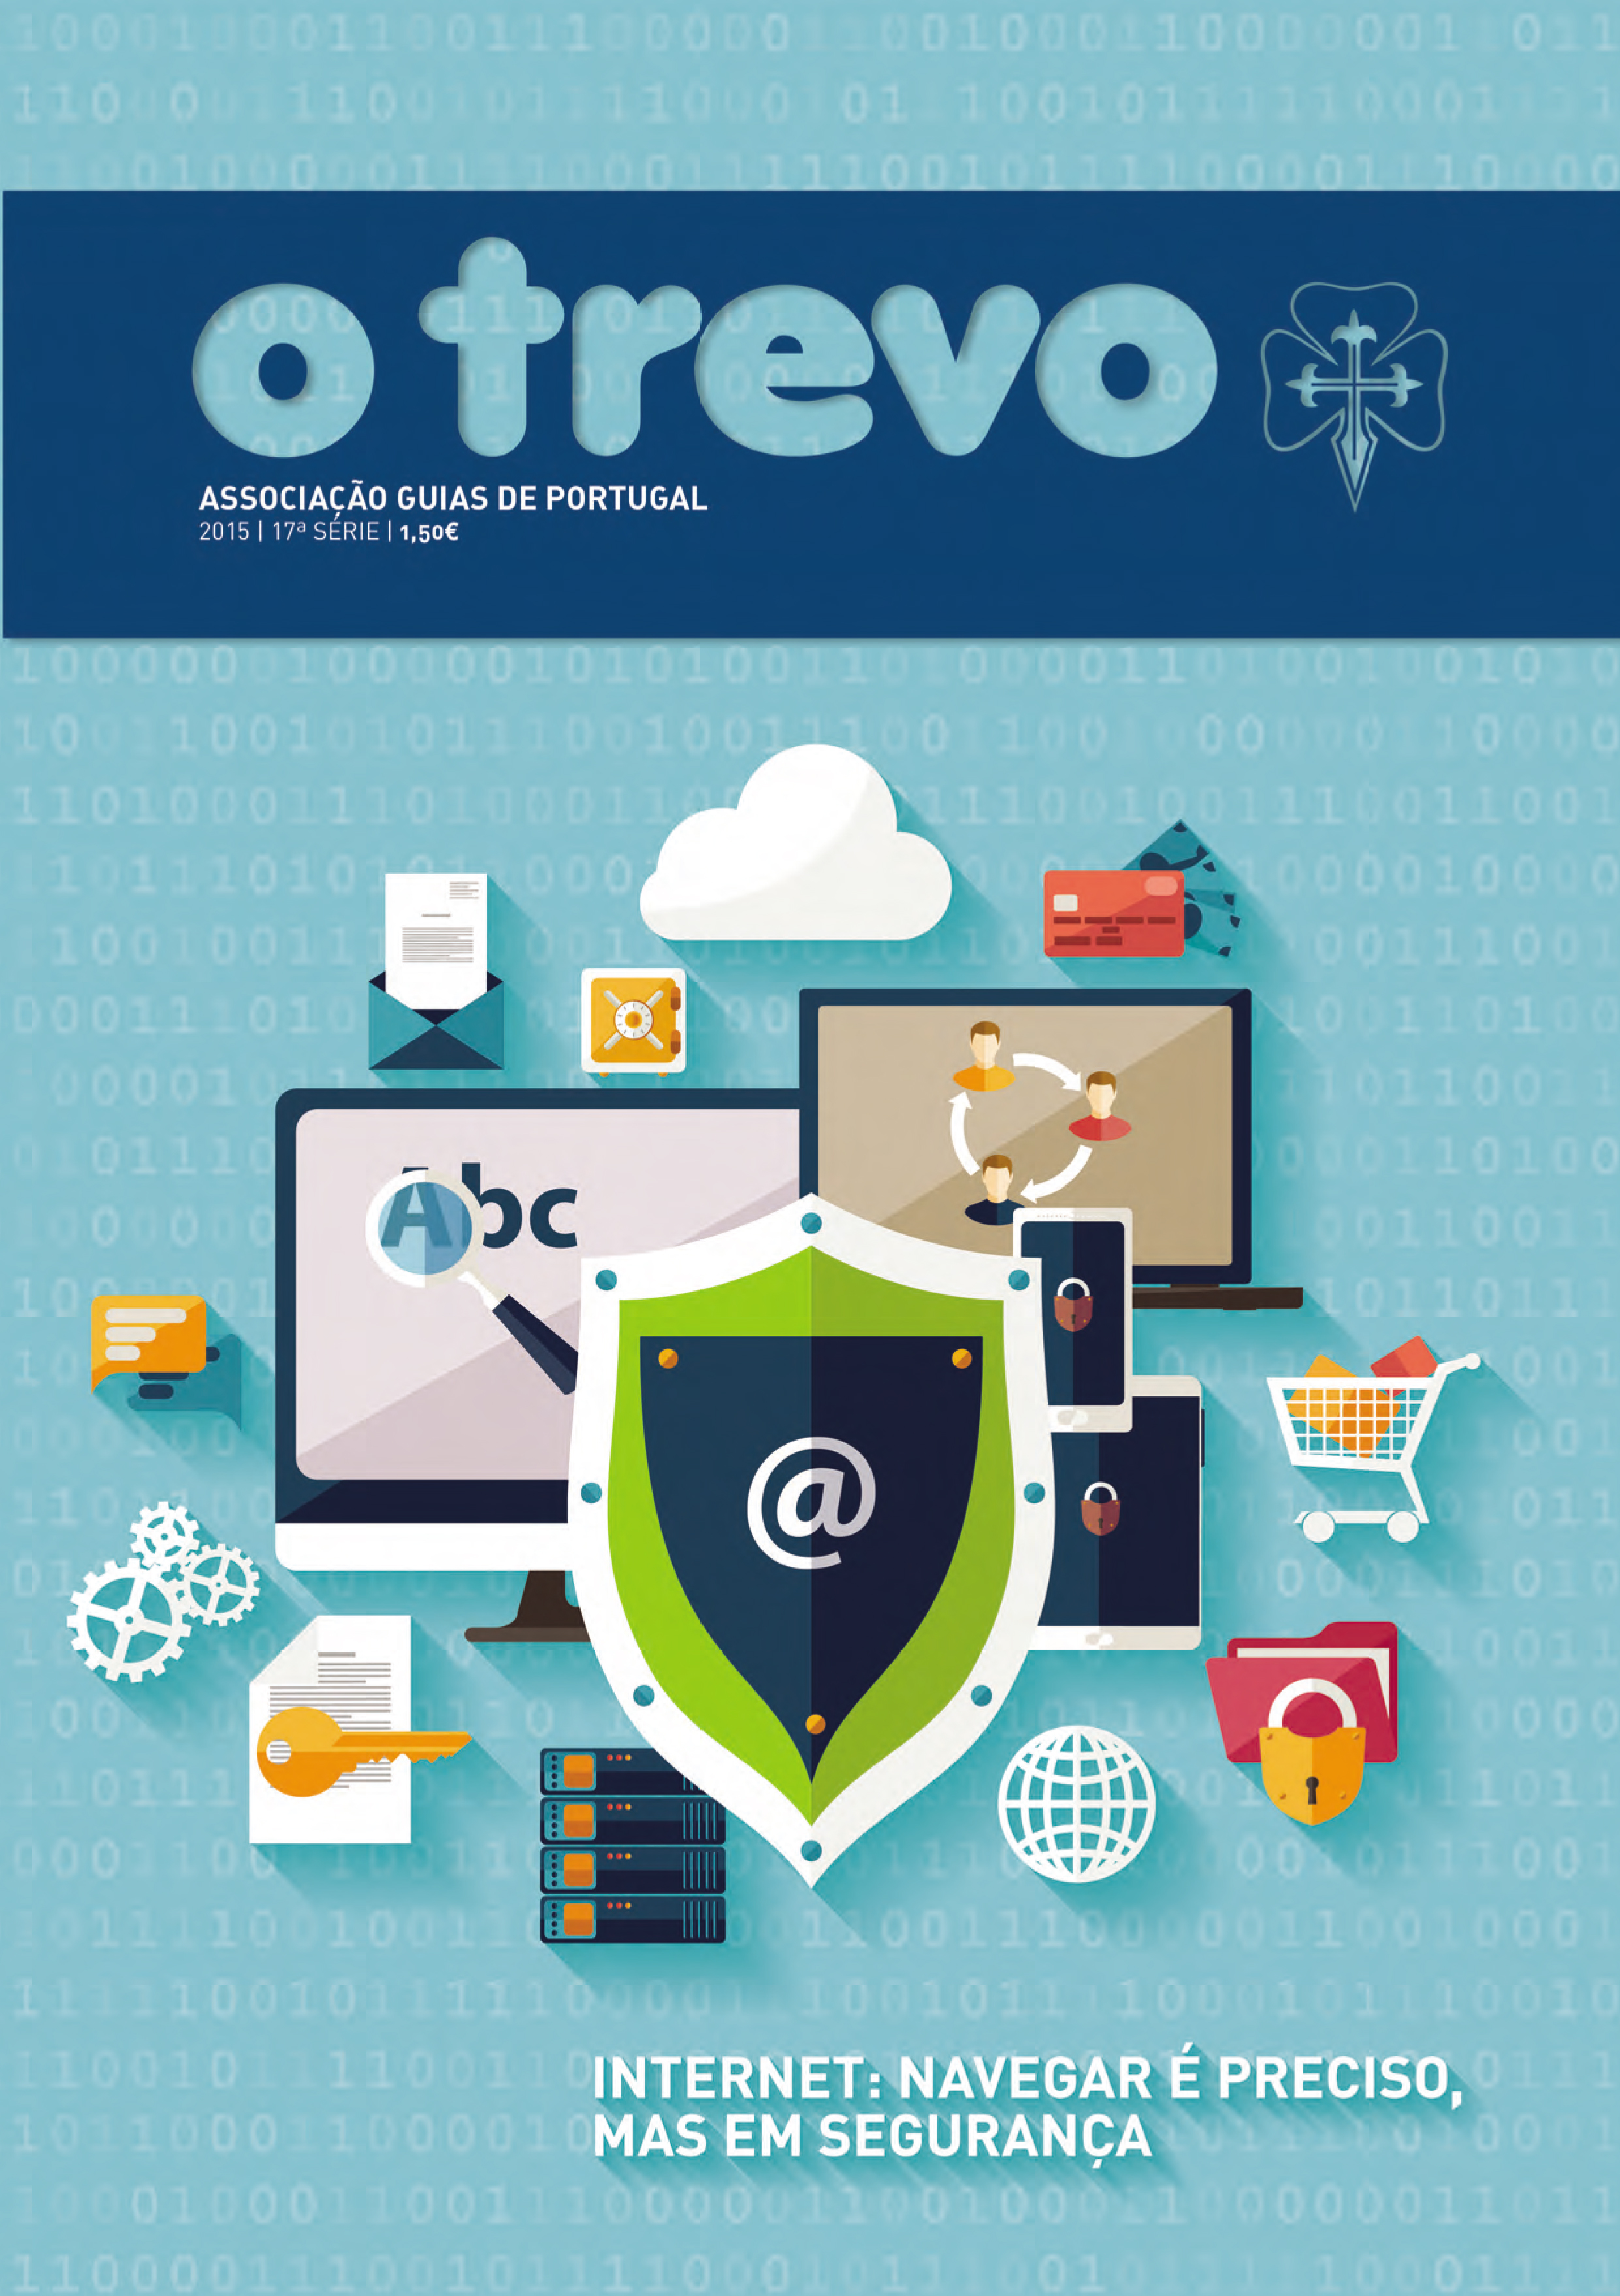 o trevo
ASSOCIAÇÃO GUIAS DE PORTUGAL
2015 | 17ª SÉRIE | 1,50€
Abc
@
INTERNET: NAVEGAR É PRECISO,
MAS EM SEGURANÇA